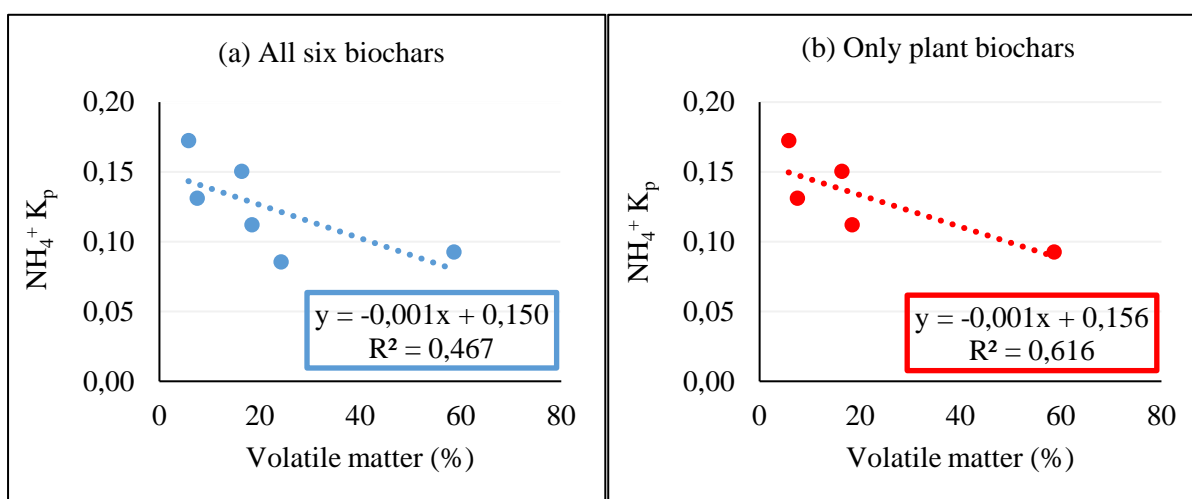 (a) All six biochars
0,20
0,15
0,10
0,05
0,00
NH₄⁺ Kₚ
y = -0,001x + 0,150
R² = 0,467
0 20 40 60 80
Volatile matter (%)
(b) Only plant biochars
0,20
0,15
0,10
0,05
0,00
NH₄⁺ Kₚ
y = -0,001x + 0,156
R² = 0,616
0 20 40 60 80
Volatile matter (%)